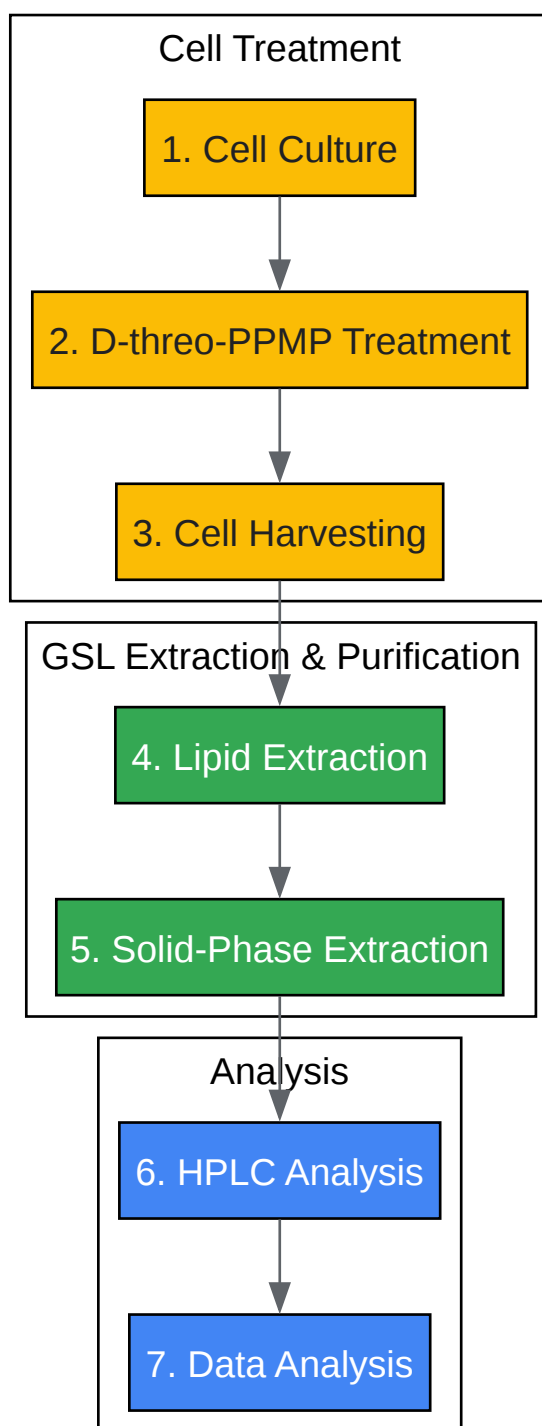 Cell Treatment
1. Cell Culture
2. D-threo-PPMP Treatment
3. Cell Harvesting
GSL Extraction & Purification
4. Lipid Extraction
5. Solid-Phase Extraction
Analysis
6. HPLC Analysis
7. Data Analysis